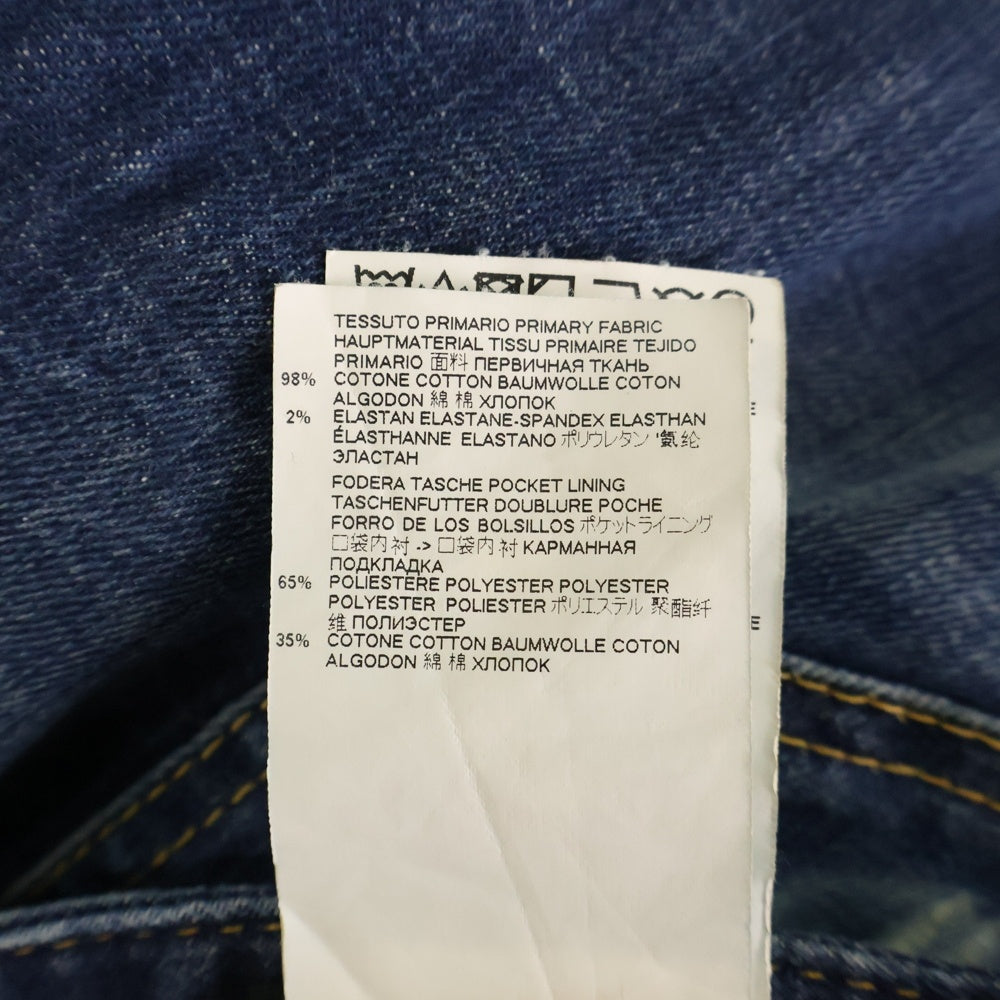 TESSUTO PRIMARIO PRIMARY FABRIC
HAUPTMATERIAL TISSU PRIMAIRE TEJIDO
PRIMARIO 面料 ПЕРВИЧНАЯ ТКАНЬ
98% COTONE COTTON BAUMWOLLE COTON
ALGODON 綿 棉 ХЛОПОК
2% ELASTAN ELASTANE-SPANDEX ELASTHAN
ÉLASTHANNE ELASTANO ポリウレタン '氨纶
ЭЛАСТАН
FODERA TASCHE POCKET LINING
TASCHENFUTTER DOUBLURE POCHE
FORRO DE LOS BOLSILLOS ポケットライニング
口袋内衬 -> 口袋内衬 КАРМАННАЯ
ПОДКЛАДКА
65% POLIESTERE POLYESTER POLYESTER
POLYESTER POLIESTER ポリエステル 聚酯纤
维 ПОЛИЭСТЕР
35% COTONE COTTON BAUMWOLLE COTON
ALGODON 綿 棉 ХЛОПОК
E